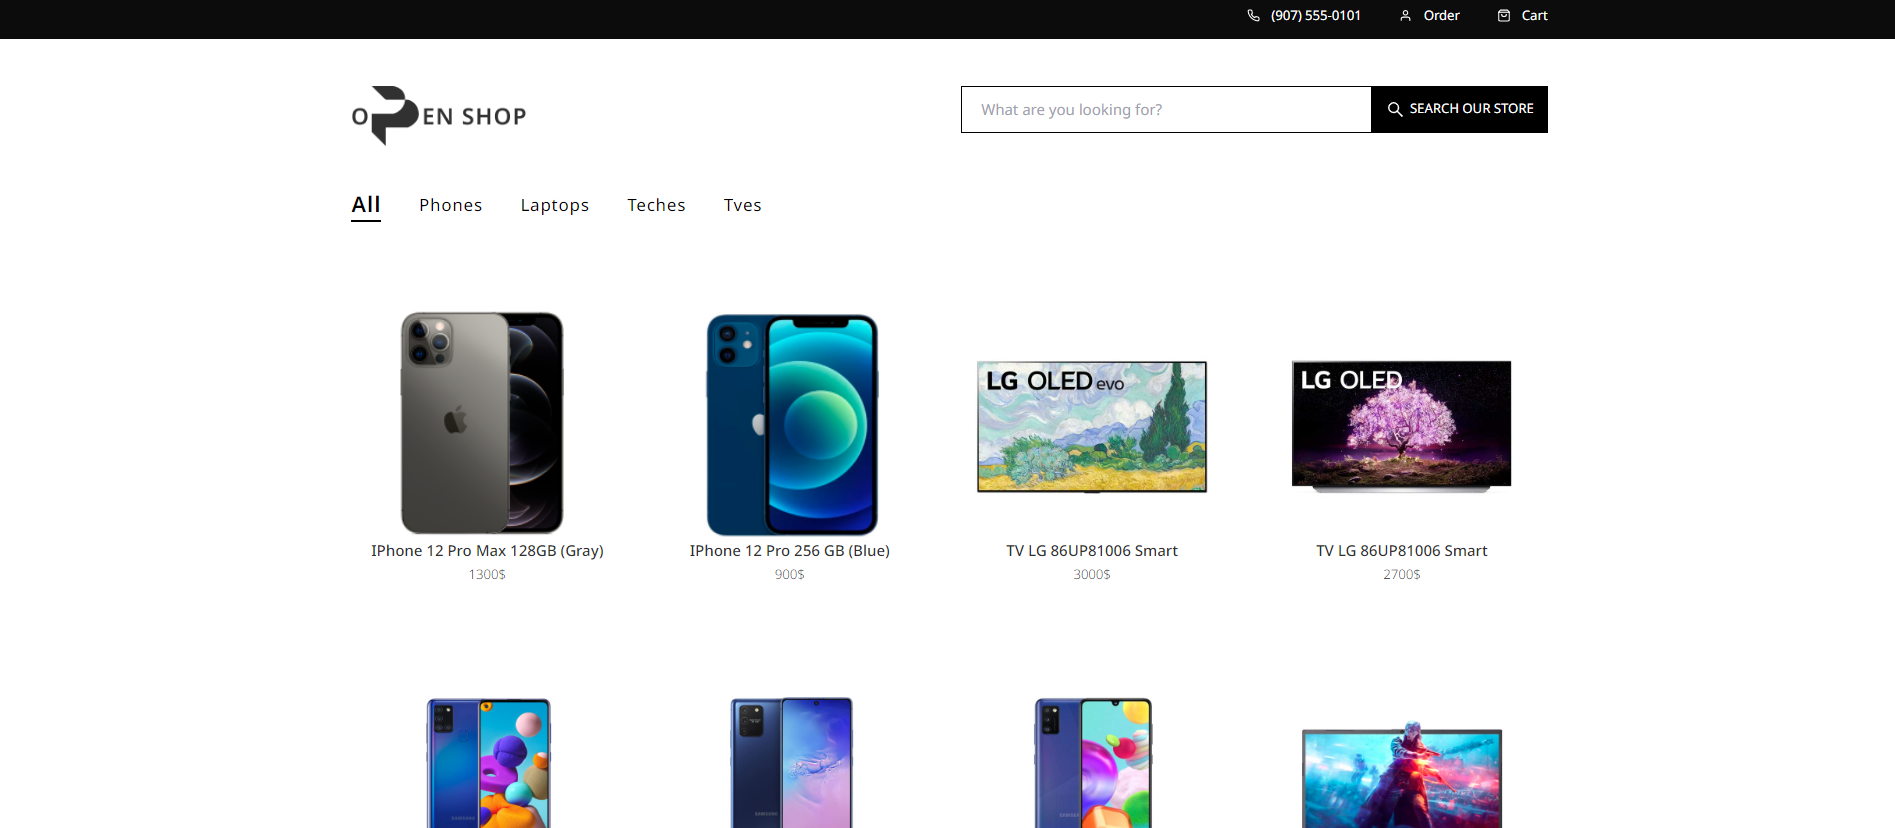 (907) 555-0101 Order Cart
OPEN SHOP
What are you looking for? SEARCH OUR STORE
All Phones Laptops Teches Tves
LG OLED evo
LG OLED
IPhone 12 Pro Max 128GB (Gray)
1300$
IPhone 12 Pro 256 GB (Blue)
900$
TV LG 86UP81006 Smart
3000$
TV LG 86UP81006 Smart
2700$
SAMSUNG